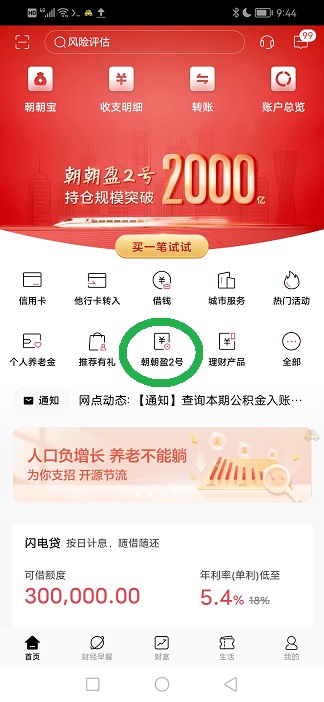 9:44
风险评估
99
朝朝宝 收支明细 转账 账户总览
朝朝盈2号
持仓规模突破
2000亿
买一笔试试
信用卡 他行卡转入 借钱 城市服务 热门活动
个人养老金 推荐有礼 朝朝盈2号 理财产品 全部
通知 网点动态:【通知】查询本期公积金入账…
人口负增长 养老不能躺
为你支招 开源节流
闪电贷 按日计息，随借随还
可借额度 年利率(单利)低至
300,000.00 5.4% 18%
首页 财经早餐 财富 生活 我的